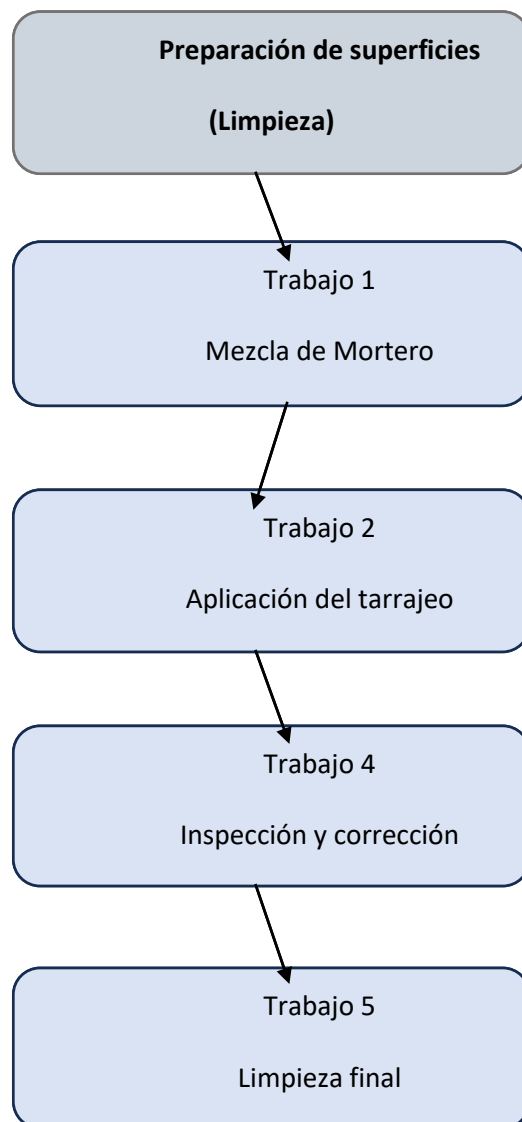 Preparación de superficies
(Limpieza)
Trabajo 1
Mezcla de Mortero
Trabajo 2
Aplicación del tarrajeo
Trabajo 4
Inspección y corrección
Trabajo 5
Limpieza final